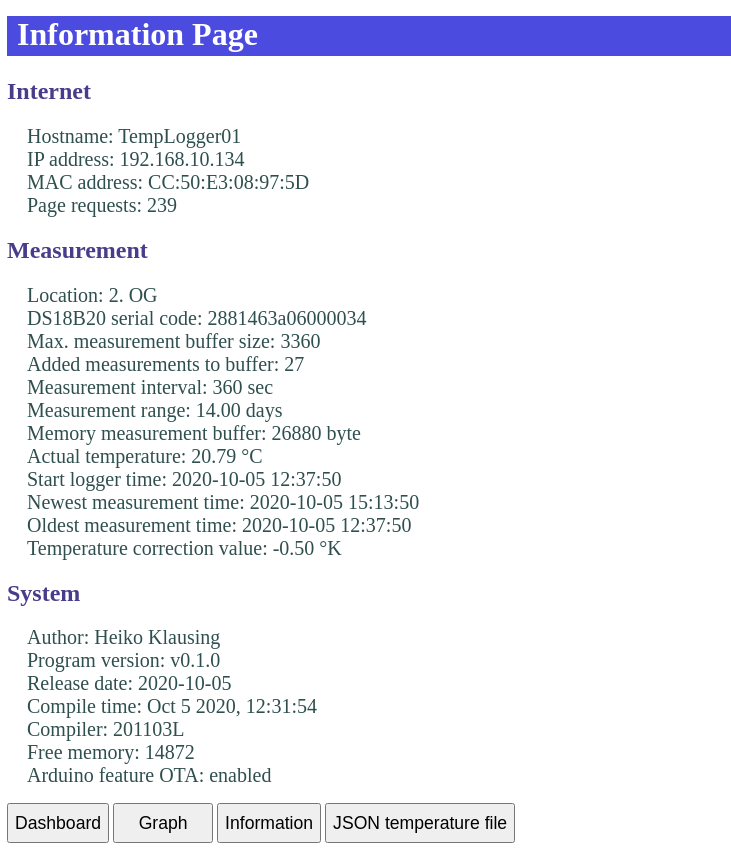 Information Page
Internet
Hostname: TempLogger01
IP address: 192.168.10.134
MAC address: CC:50:E3:08:97:5D
Page requests: 239
Measurement
Location: 2. OG
DS18B20 serial code: 2881463a06000034
Max. measurement buffer size: 3360
Added measurements to buffer: 27
Measurement interval: 360 sec
Measurement range: 14.00 days
Memory measurement buffer: 26880 byte
Actual temperature: 20.79 °C
Start logger time: 2020-10-05 12:37:50
Newest measurement time: 2020-10-05 15:13:50
Oldest measurement time: 2020-10-05 12:37:50
Temperature correction value: -0.50 °K
System
Author: Heiko Klausing
Program version: v0.1.0
Release date: 2020-10-05
Compile time: Oct 5 2020, 12:31:54
Compiler: 201103L
Free memory: 14872
Arduino feature OTA: enabled
Dashboard Graph Information JSON temperature file